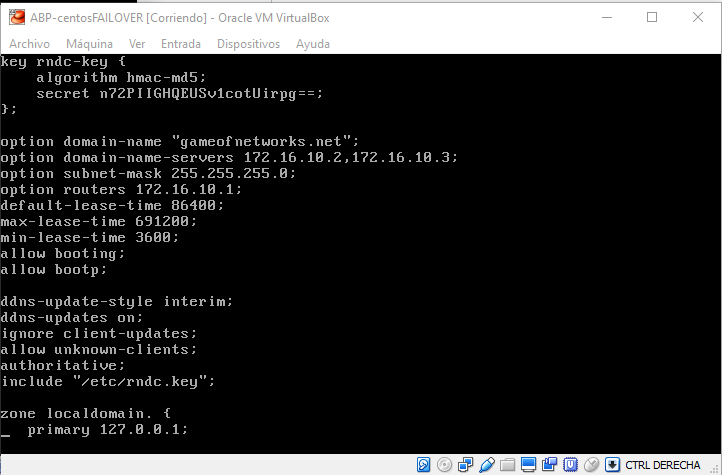 ABP-centosFAILOVER [Corriendo] - Oracle VM VirtualBox
Archivo Máquina Ver Entrada Dispositivos Ayuda
key rndc-key {
    algorithm hmac-md5;
    secret n72PIIGHQEUSv1cotUirpg==;
};

option domain-name "gameofnetworks.net";
option domain-name-servers 172.16.10.2,172.16.10.3;
option subnet-mask 255.255.255.0;
option routers 172.16.10.1;
default-lease-time 86400;
max-lease-time 691200;
min-lease-time 3600;
allow booting;
allow bootp;

ddns-update-style interim;
ddns-updates on;
ignore client-updates;
allow unknown-clients;
authoritative;
include "/etc/rndc.key";

zone localdomain. {
_  primary 127.0.0.1;
CTRL DERECHA